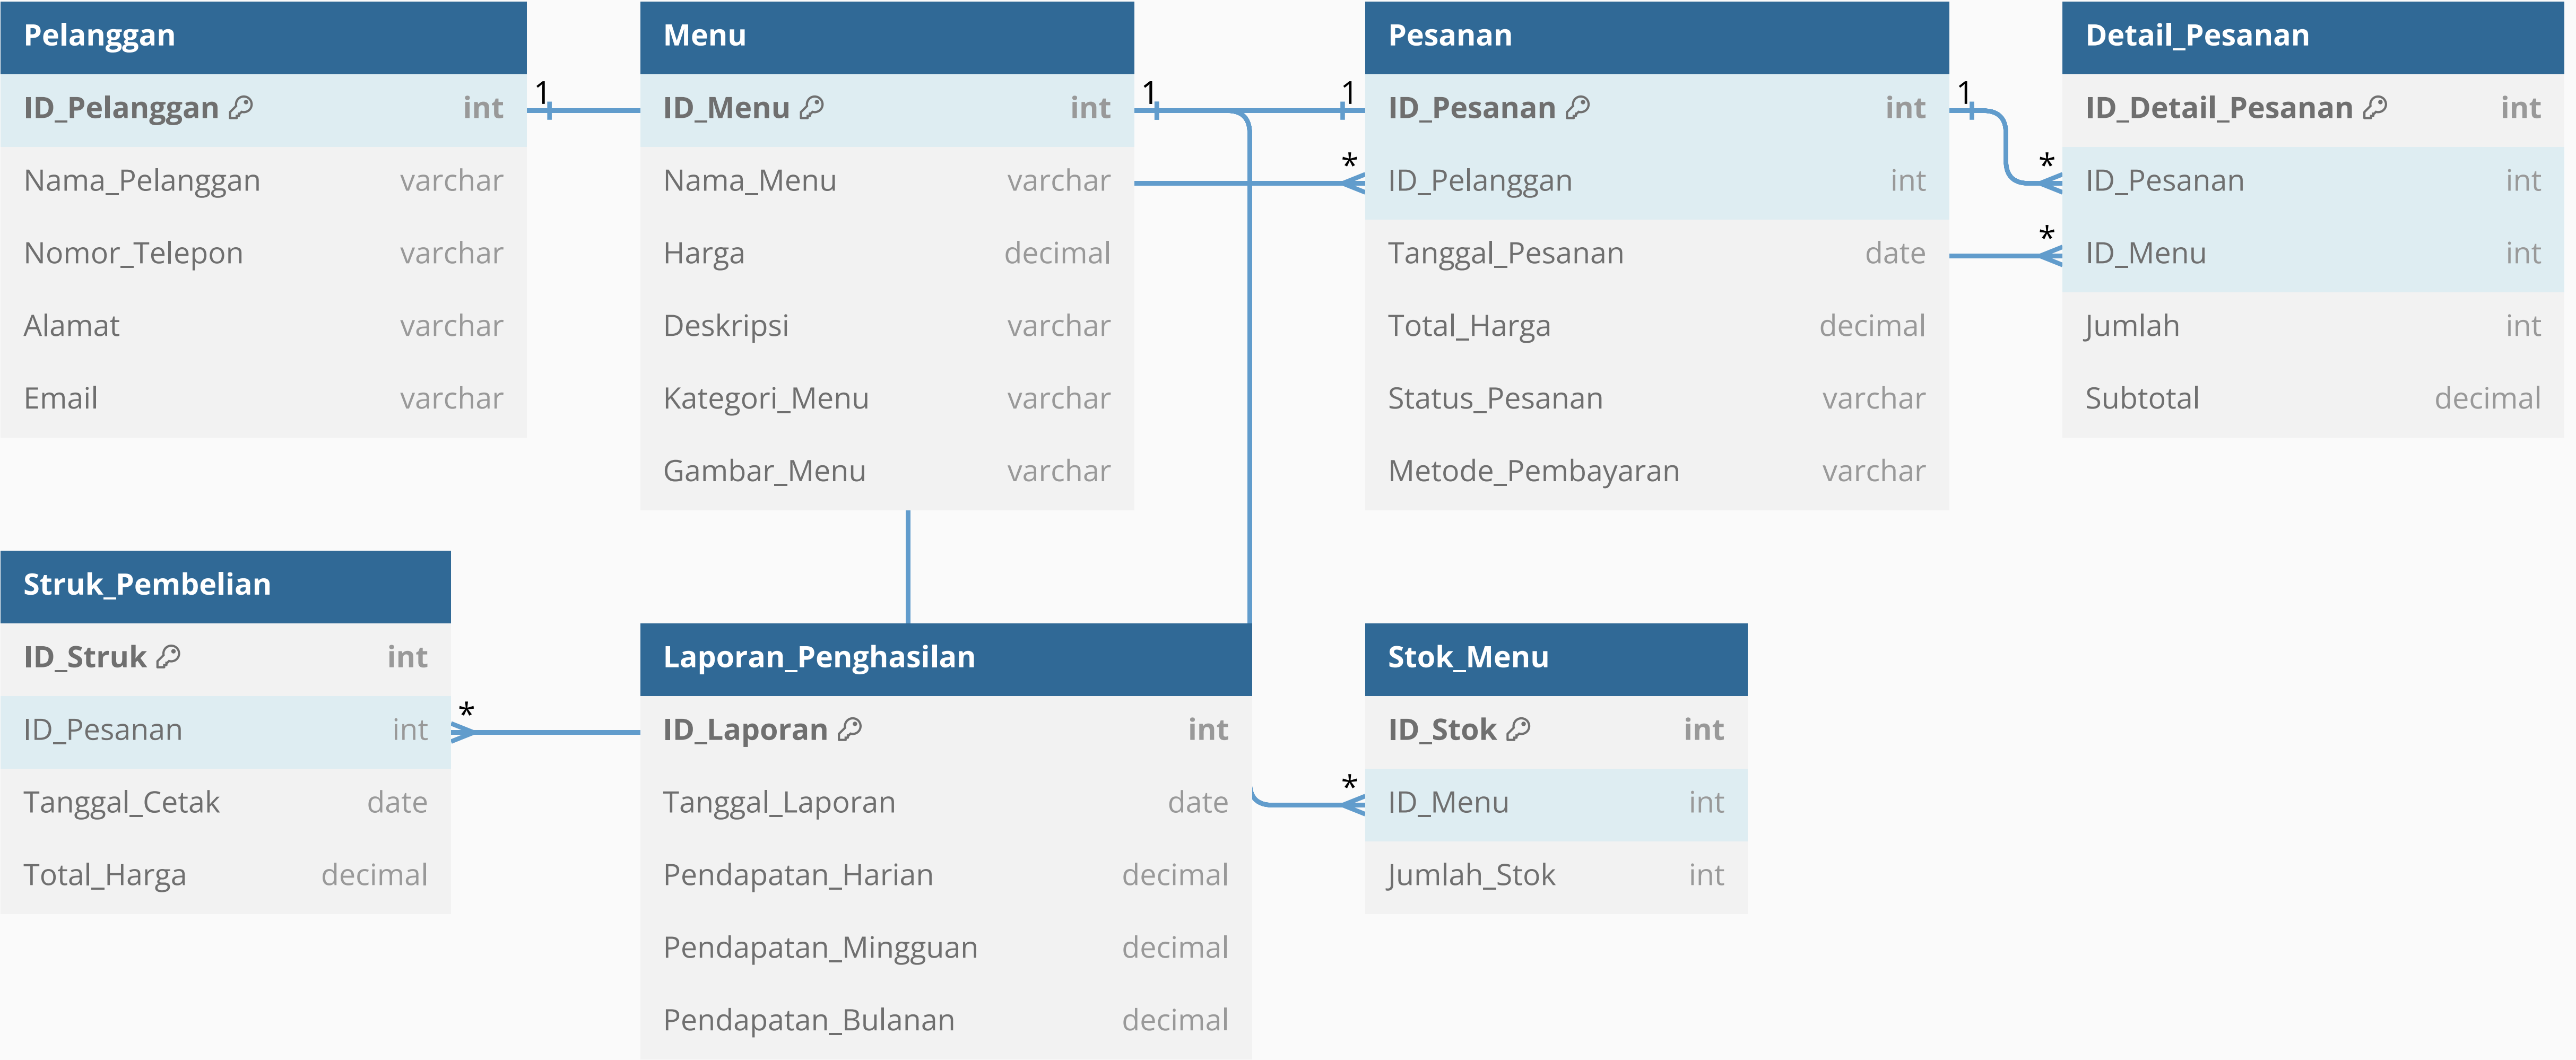 Pelanggan
ID_Pelanggan int
Nama_Pelanggan varchar
Nomor_Telepon varchar
Alamat varchar
Email varchar
1
Menu
ID_Menu int
Nama_Menu varchar
Harga decimal
Deskripsi varchar
Kategori_Menu varchar
Gambar_Menu varchar
1
1
*
Pesanan
ID_Pesanan int
ID_Pelanggan int
Tanggal_Pesanan date
Total_Harga decimal
Status_Pesanan varchar
Metode_Pembayaran varchar
1
*
*
Detail_Pesanan
ID_Detail_Pesanan int
ID_Pesanan int
ID_Menu int
Jumlah int
Subtotal decimal
Struk_Pembelian
ID_Struk int
ID_Pesanan int
Tanggal_Cetak date
Total_Harga decimal
*
Laporan_Penghasilan
ID_Laporan int
Tanggal_Laporan date
Pendapatan_Harian decimal
Pendapatan_Mingguan decimal
Pendapatan_Bulanan decimal
*
Stok_Menu
ID_Stok int
ID_Menu int
Jumlah_Stok int